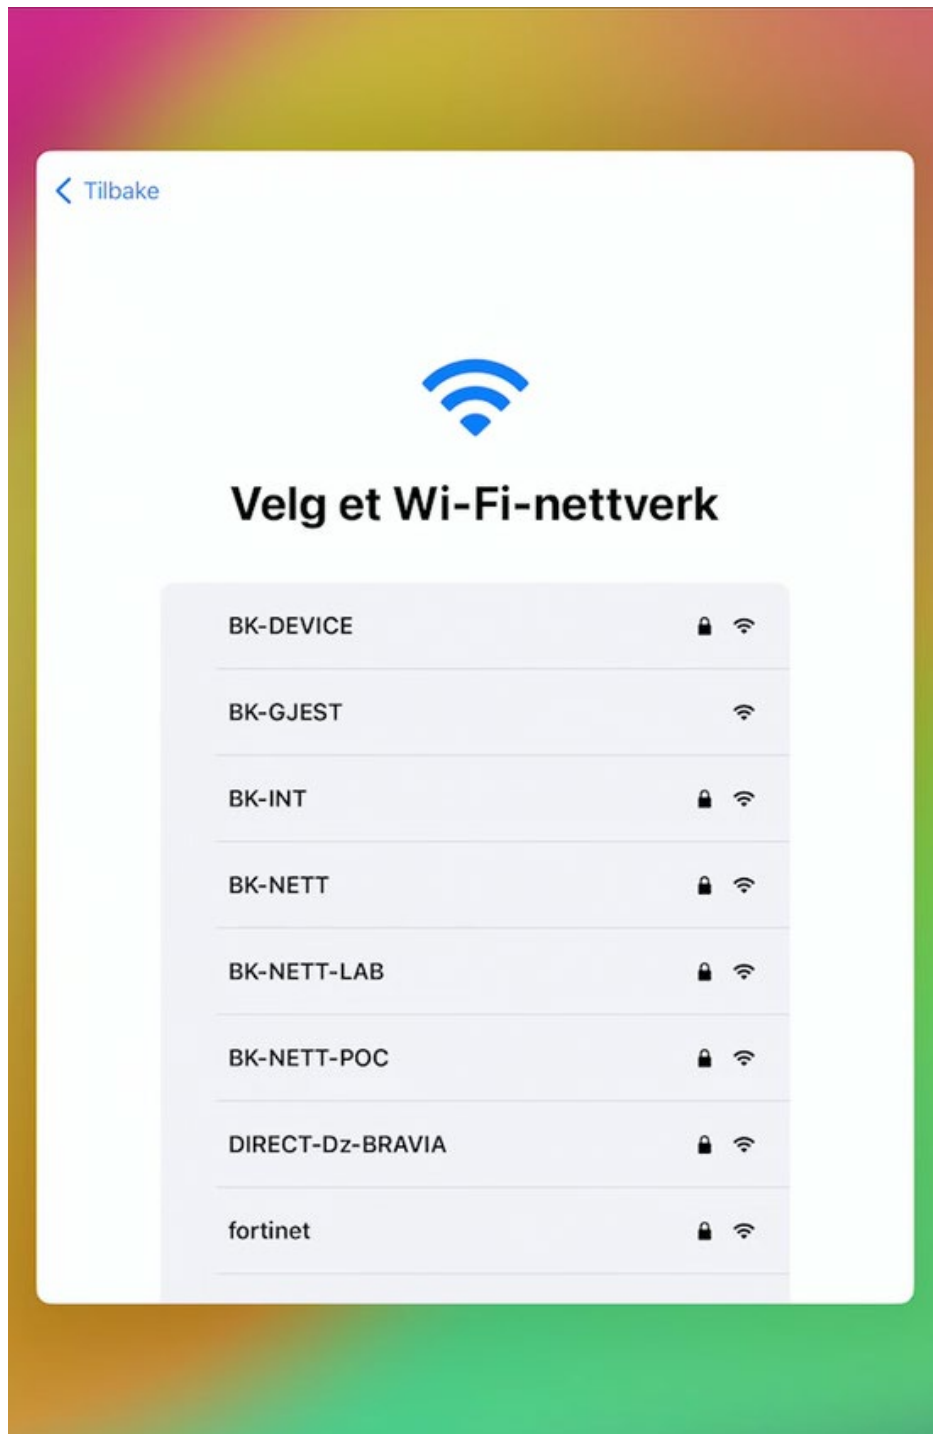 Tilbake
Velg et Wi-Fi-nettverk
BK-DEVICE
BK-GJEST
BK-INT
BK-NETT
BK-NETT-LAB
BK-NETT-POC
DIRECT-Dz-BRAVIA
fortinet